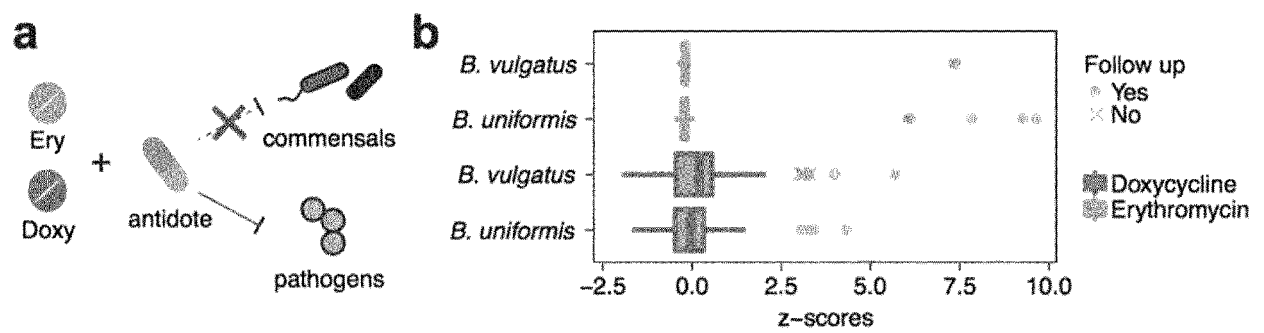 a
Ery
+
Doxy
antidote
commensals
pathogens
b
B. vulgatus
B. uniformis
B. vulgatus
B. uniformis
−2.5 0.0 2.5 5.0 7.5 10.0
z−scores
Follow up
Yes
No
Doxycycline
Erythromycin